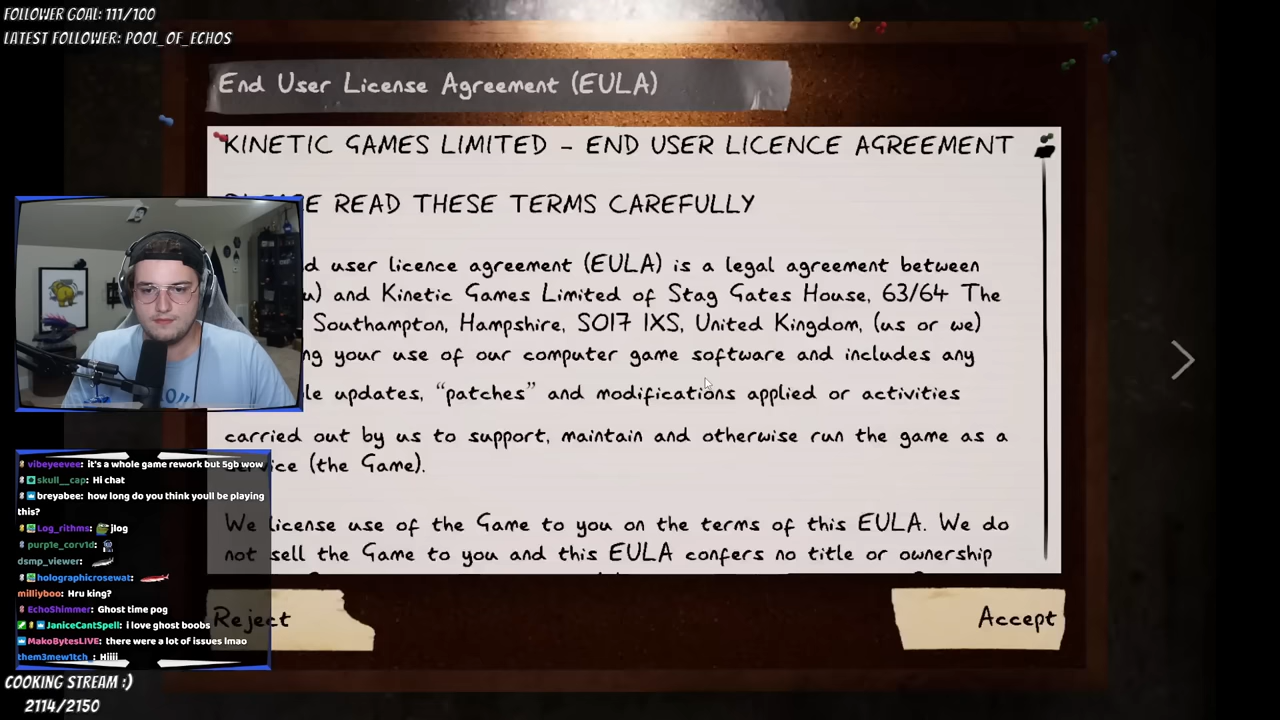 FOLLOWER GOAL: 111/100
LATEST FOLLOWER: POOL_OF_ECHOS
End User License Agreement (EULA)
KINETIC GAMES LIMITED - END USER LICENCE AGREEMENT
READ THESE TERMS CAREFULLY
user licence agreement (EULA) is a legal agreement between
and Kinetic Games Limited of Stag Gates House, 63/64 The
Southampton, Hampshire, SO17 1XS, United Kingdom, (us or we)
your use of our computer game software and includes any
updates, “patches” and modifications applied or activities
carried out by us to support, maintain and otherwise run the game as a
service (the Game).
We license use of the Game to you on the terms of this EULA. We do
not sell the Game to you and this EULA confers no title or ownership
Reject
Accept
vibeyeevee: it's a whole game rework but 5gb wow
skull__cap: Hi chat
breyabee: how long do you think youll be playing
this?
Log_rithms: jlog
purp1e_corv1d:
dsmp_viewer:
holographicrosewat:
milliyboo: Hru king?
EchoShimmer: Ghost time pog
JaniceCantSpell: i love ghost boobs
MakoBytesLIVE: there were a lot of issues lmao
them3mew1tch : Hiiii
COOKING STREAM :)
2114/2150